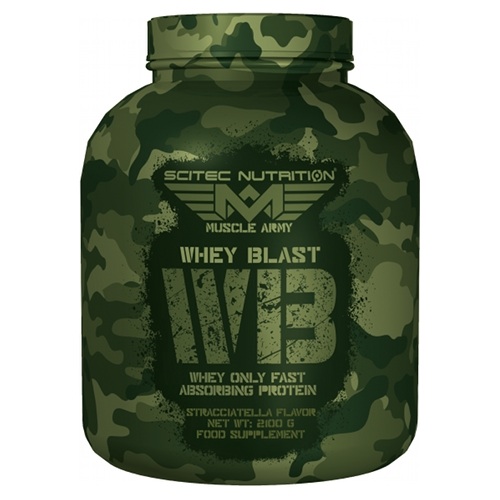 SCITEC NUTRITION
MUSCLE ARMY
WHEY BLAST
WB
WHEY ONLY FAST
ABSORBING PROTEIN
STRACCIATELLA FLAVOR
NET WT: 2100 G
FOOD SUPPLEMENT